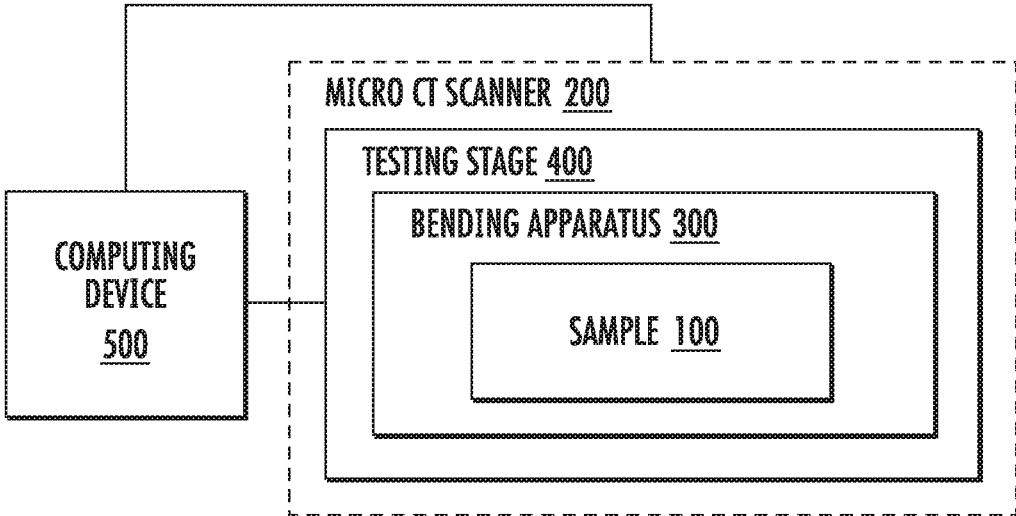 MICRO CT SCANNER 200
TESTING STAGE 400
BENDING APPARATUS 300
COMPUTING
DEVICE
500
SAMPLE 100